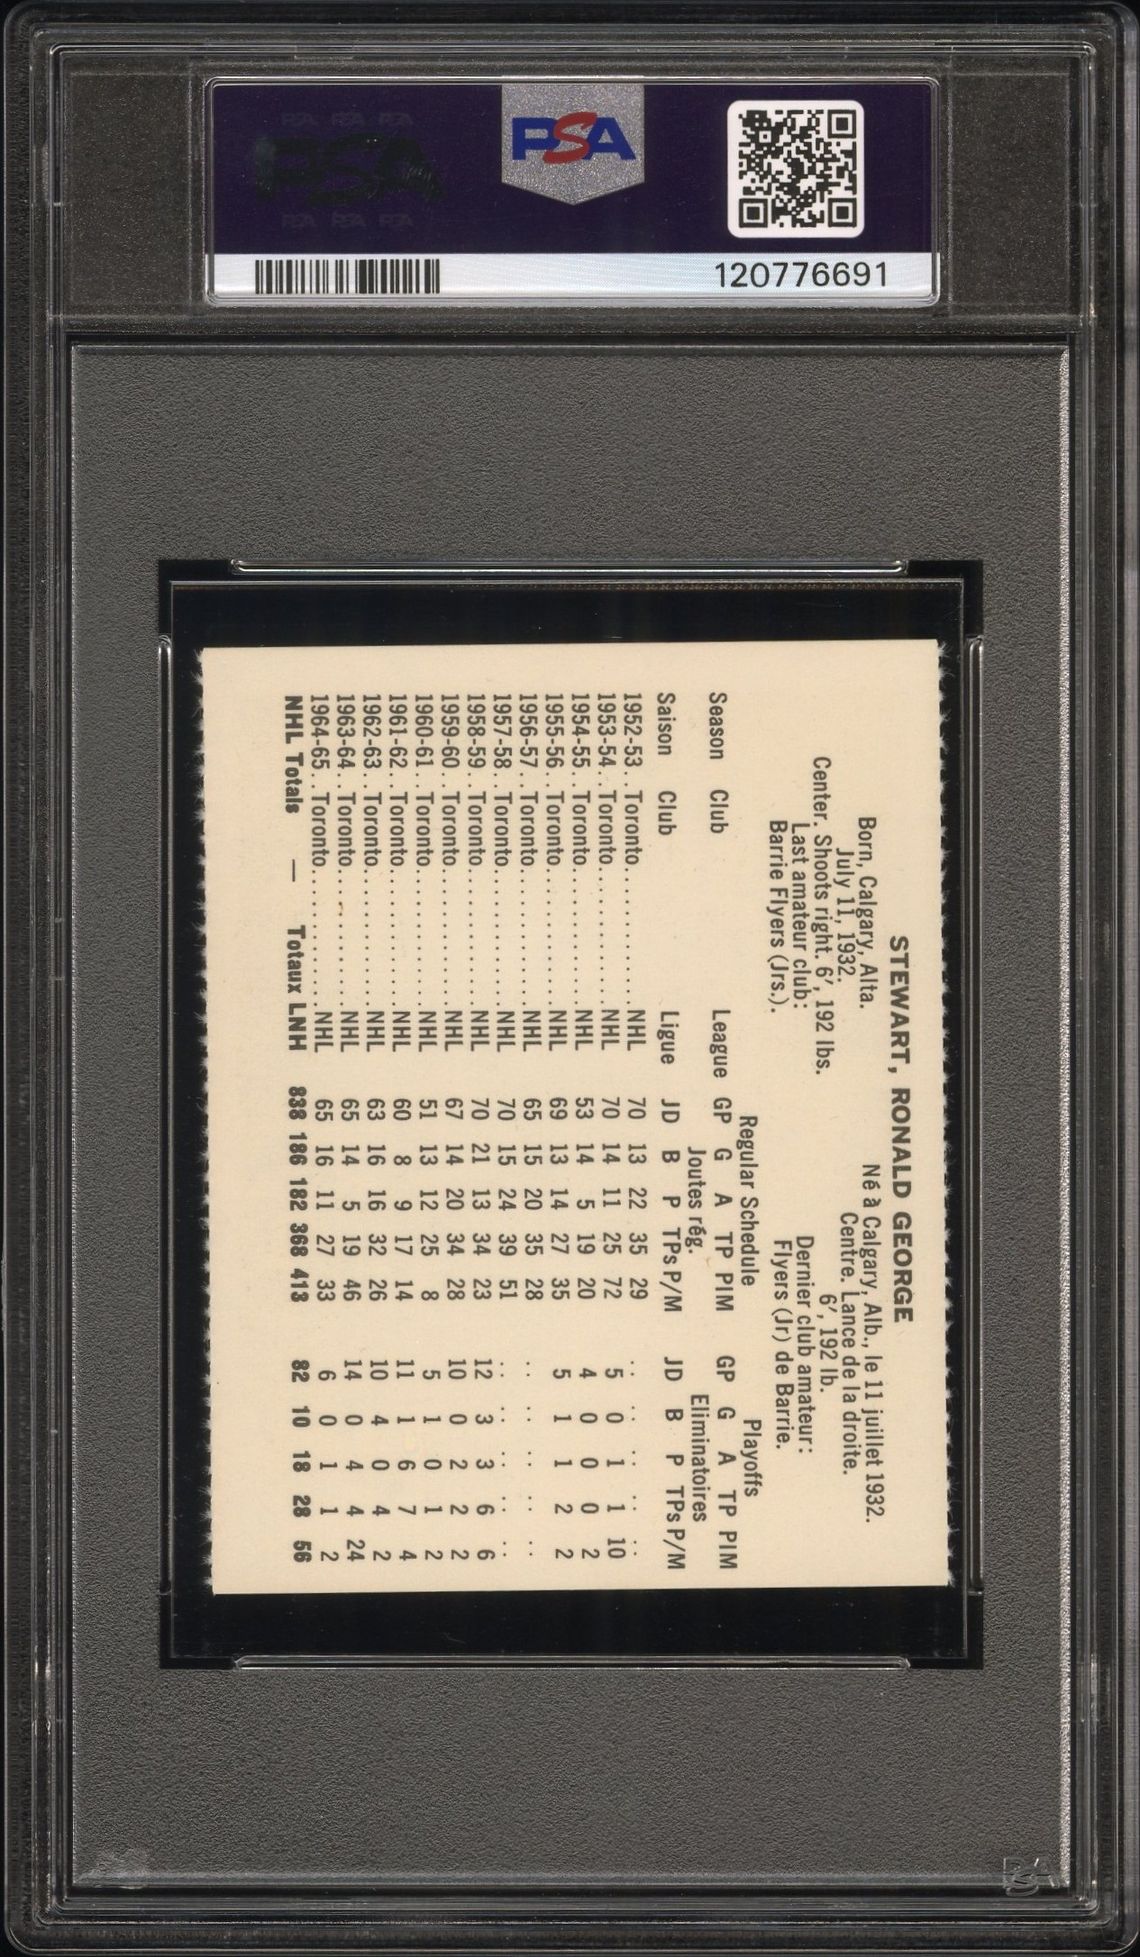 PSA
120776691
STEWART, RONALD GEORGE
Born, Calgary, Alta.
July 11, 1932.
Center. Shoots right. 6', 192 lbs.
Last amateur club:
Barrie Flyers (Jrs.).
Né à Calgary, Alb., le 11 juillet 1932.
Centre. Lance de la droite.
6', 192 lb.
Dernier club amateur:
Flyers (Jr) de Barrie.
Regular Schedule Playoffs
Season Club League GP G A TP PIM GP G A TP PIM
Joutes rég. Eliminatoires
Saison Club Ligue JD B P TPs P/M JD B P TPs P/M
1952-53.. Toronto............ NHL 70 13 22 35 29 .. .. .. .. ..
1953-54.. Toronto............ NHL 70 14 11 25 72 5 0 1 1 10
1954-55.. Toronto............ NHL 53 14 5 19 20 4 0 0 0 2
1955-56.. Toronto............ NHL 69 13 14 27 35 5 1 1 2 2
1956-57.. Toronto............ NHL 65 15 20 35 28 .. .. .. .. ..
1957-58.. Toronto............ NHL 70 15 24 39 51 .. .. .. .. ..
1958-59.. Toronto............ NHL 70 21 13 34 23 12 3 3 6 6
1959-60.. Toronto............ NHL 67 14 20 34 28 10 0 2 2 2
1960-61.. Toronto............ NHL 51 13 12 25 8 5 1 0 1 2
1961-62.. Toronto............ NHL 60 8 9 17 14 11 1 6 7 4
1962-63.. Toronto............ NHL 63 16 16 32 26 10 4 0 4 2
1963-64.. Toronto............ NHL 65 14 5 19 46 14 0 4 4 24
1964-65.. Toronto............ NHL 65 16 11 27 33 6 0 1 1 2
NHL Totals — Totaux LNH 838 186 182 368 413 82 10 18 28 56
PSA